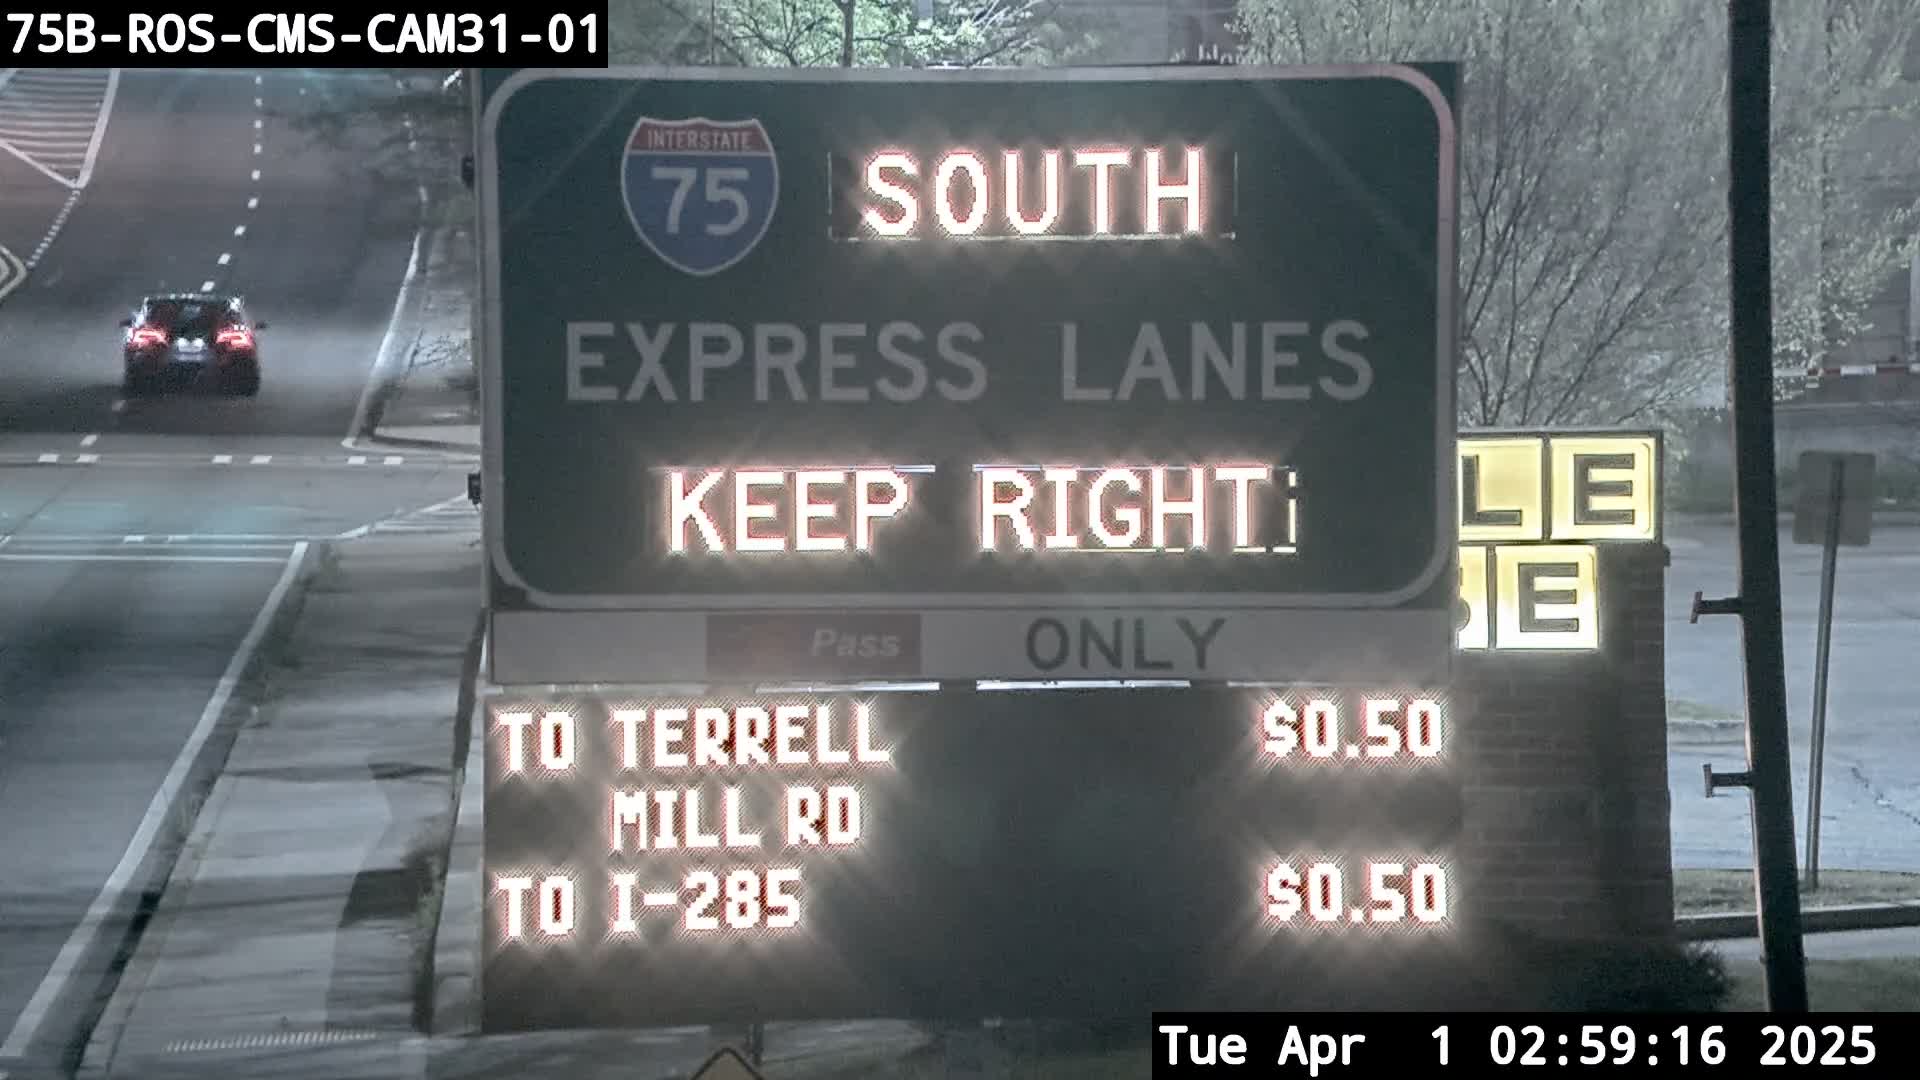 75B-ROS-CMS-CAM31-01
INTERSTATE
75
SOUTH
EXPRESS LANES
KEEP RIGHT
Pass ONLY
TO TERRELL $0.50
MILL RD
TO I-285 $0.50
LE
E
Tue Apr 1 02:59:16 2025